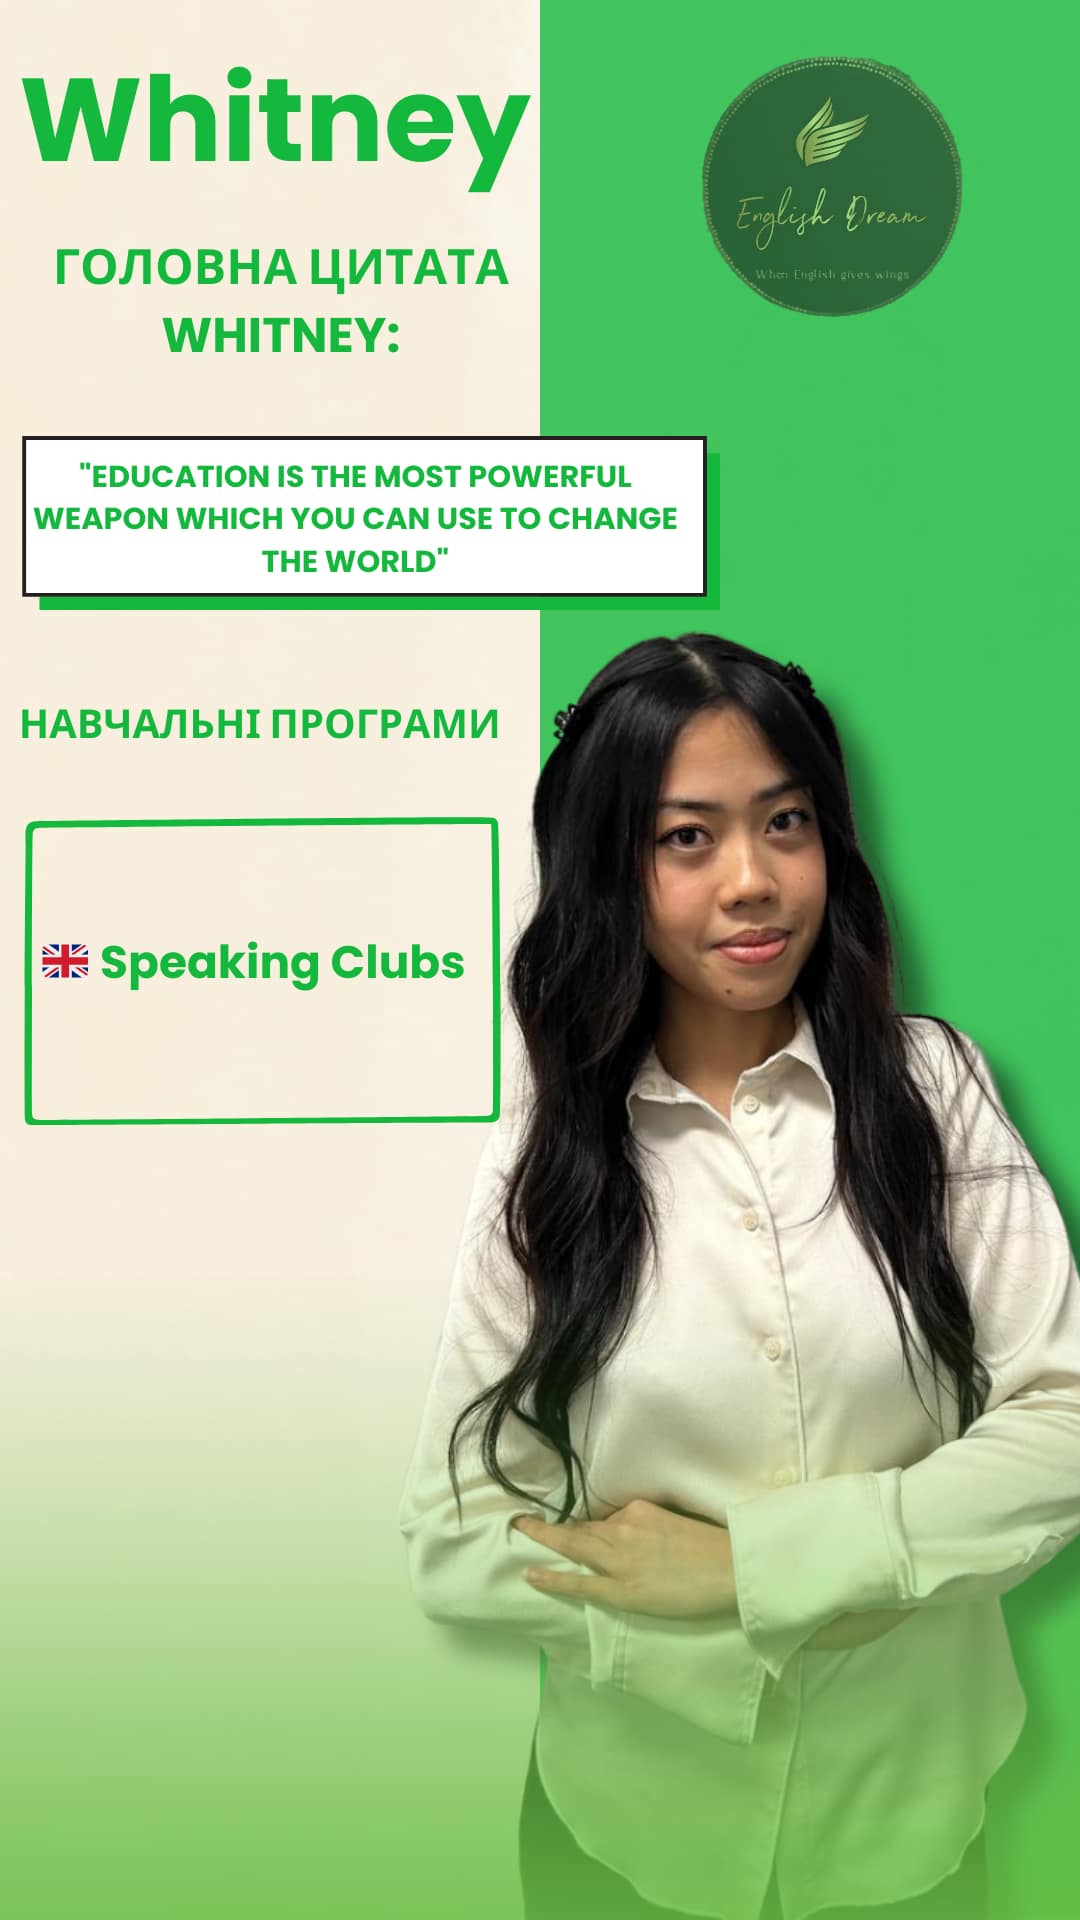 Whitney
English Dream
When English gives wings
ГОЛОВНА ЦИТАТА
WHITNEY:
"EDUCATION IS THE MOST POWERFUL
WEAPON WHICH YOU CAN USE TO CHANGE
THE WORLD"
НАВЧАЛЬНІ ПРОГРАМИ
🇬🇧 Speaking Clubs